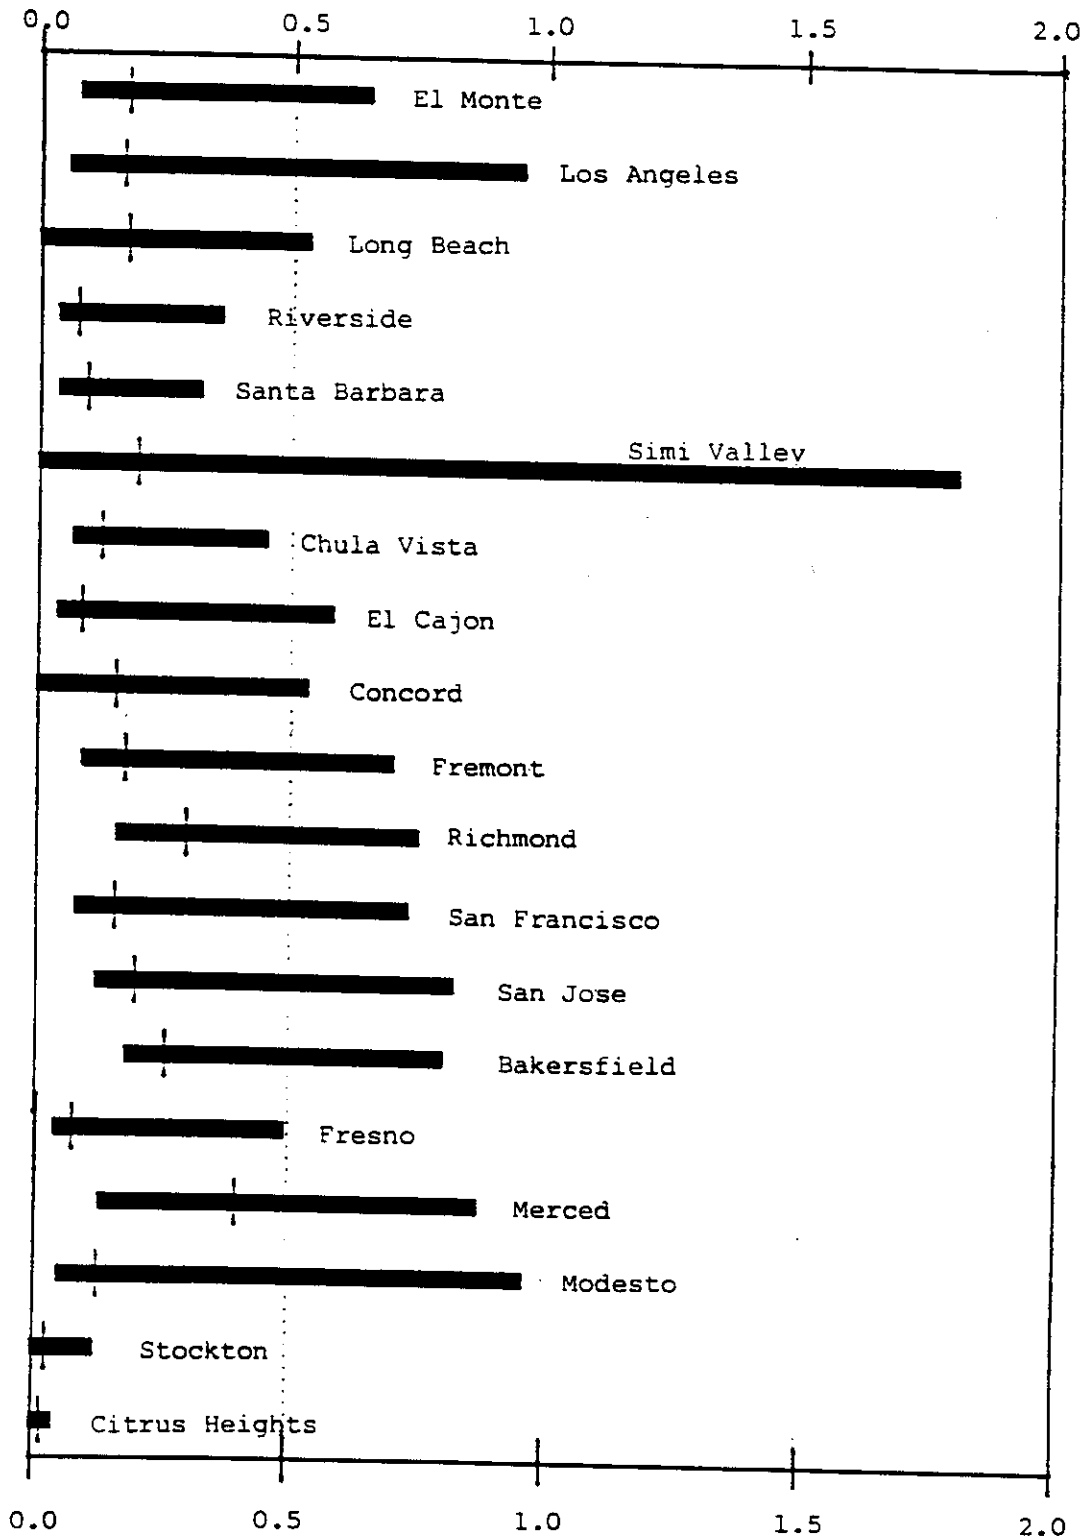 0.0 0.5 1.0 1.5 2.0
El Monte
Los Angeles
Long Beach
Riverside
Santa Barbara
Simi Valley
Chula Vista
El Cajon
Concord
Fremont
Richmond
San Francisco
San Jose
Bakersfield
Fresno
Merced
Modesto
Stockton
Citrus Heights
0.0 0.5 1.0 1.5 2.0